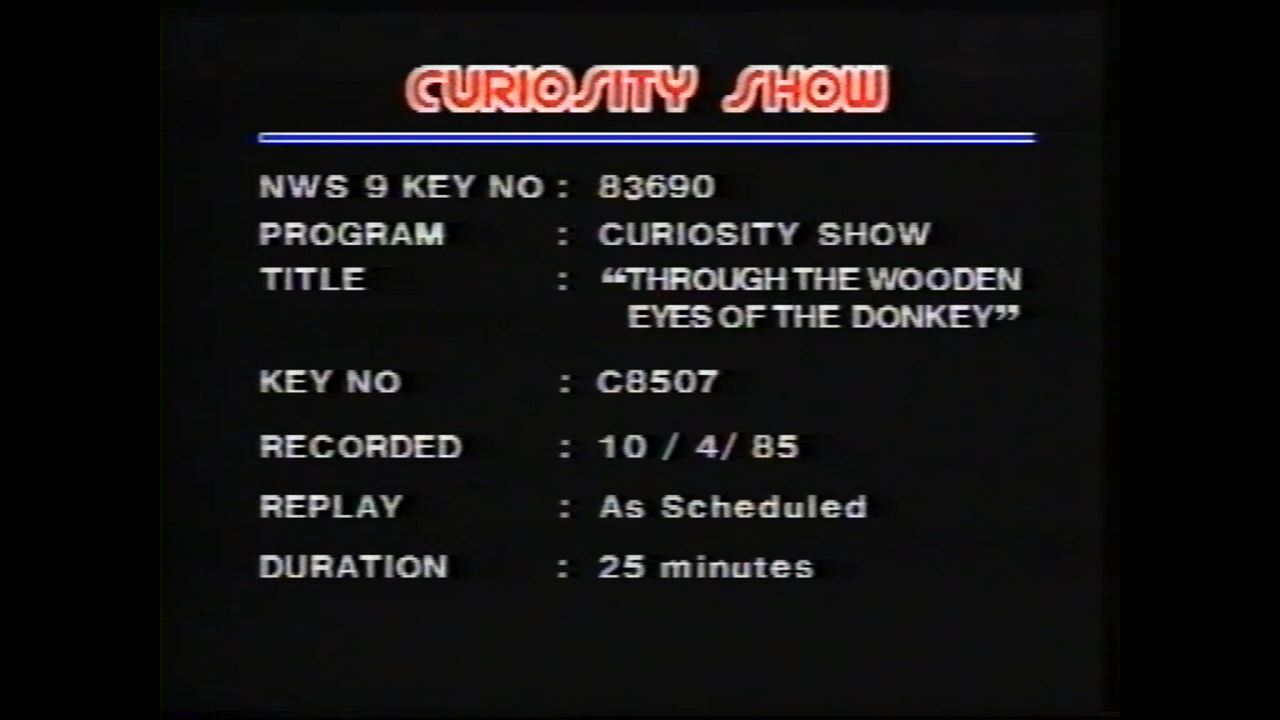 CURIOSITY SHOW
NWS 9 KEY NO : 83690
PROGRAM : CURIOSITY SHOW
TITLE : “THROUGH THE WOODEN
EYES OF THE DONKEY”
KEY NO : C8507
RECORDED : 10 / 4/ 85
REPLAY : As Scheduled
DURATION : 25 minutes